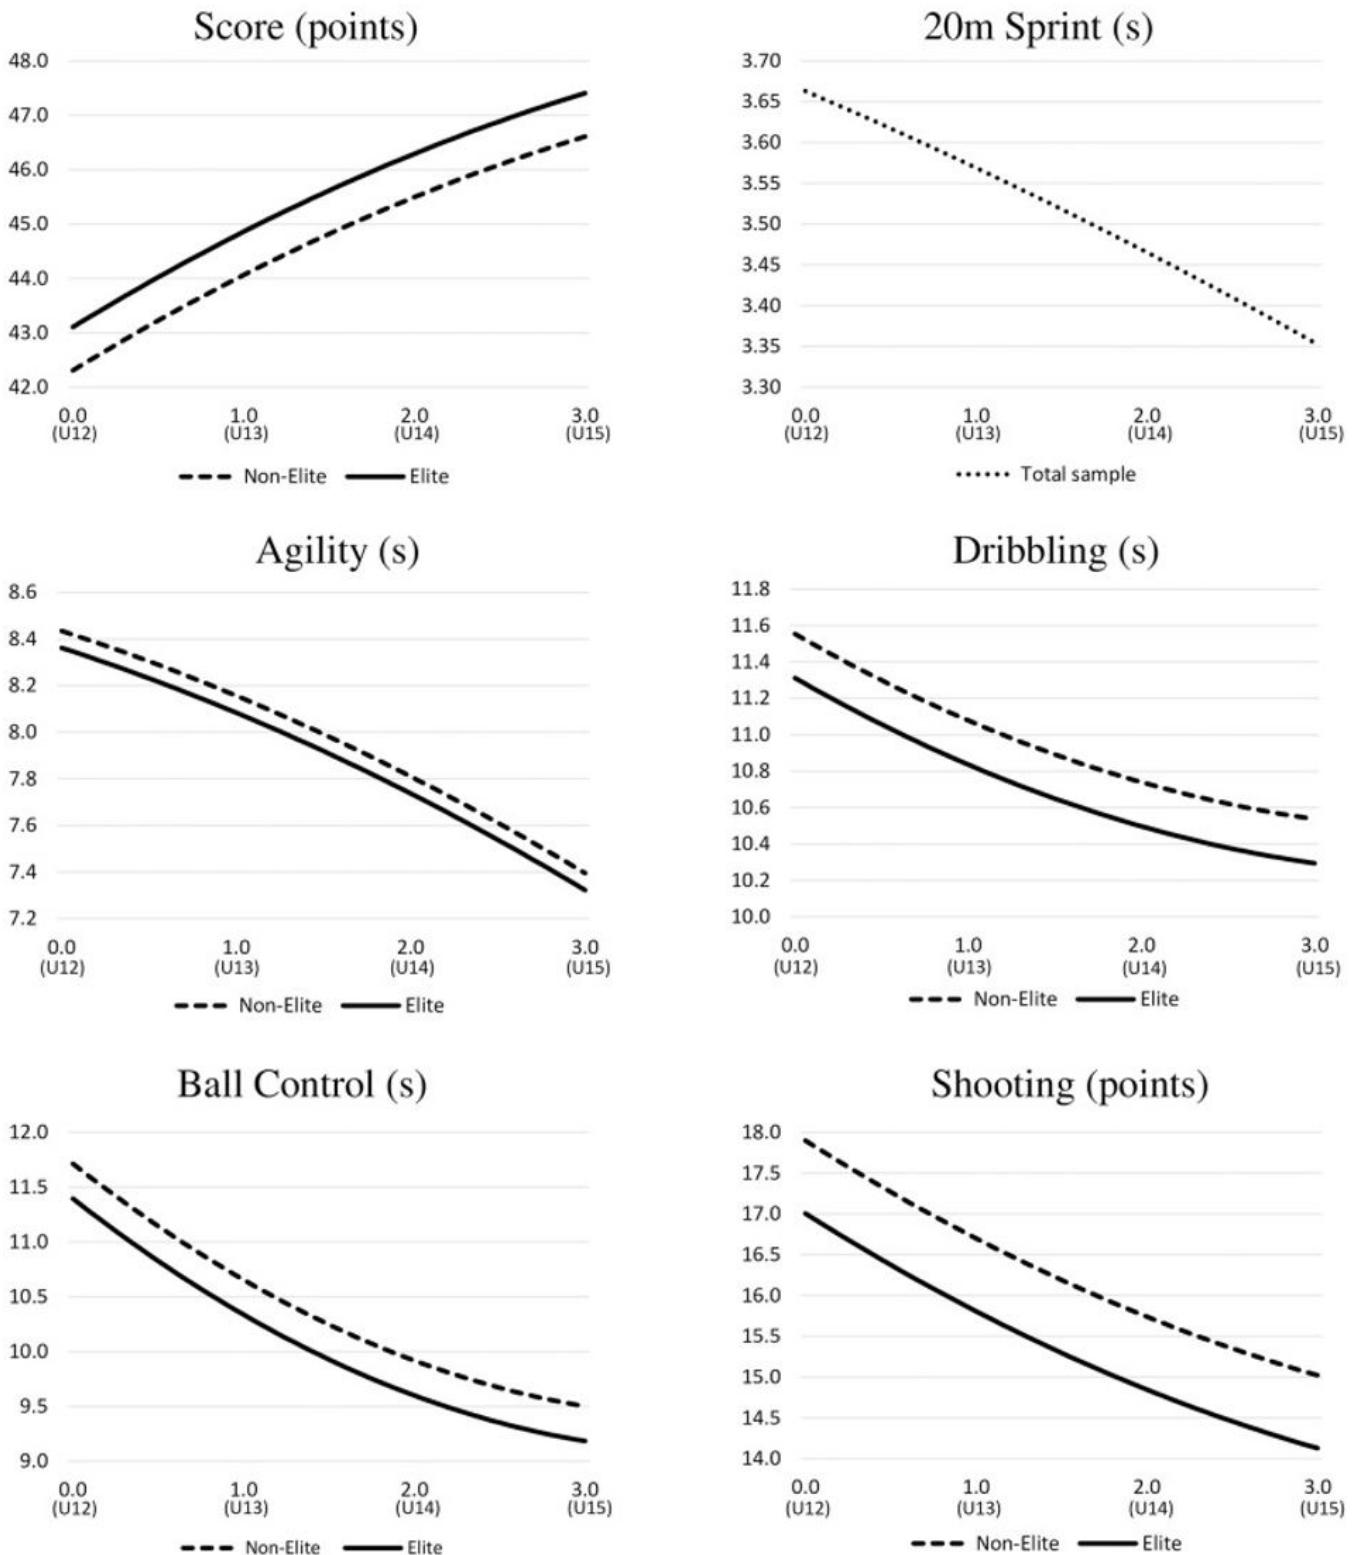 Score (points)
48.0
47.0
46.0
45.0
44.0
43.0
42.0
0.0 1.0 2.0 3.0
(U12) (U13) (U14) (U15)
Non-Elite Elite
20m Sprint (s)
3.70
3.65
3.60
3.55
3.50
3.45
3.40
3.35
3.30
0.0 1.0 2.0 3.0
(U12) (U13) (U14) (U15)
Total sample
Agility (s)
8.6
8.4
8.2
8.0
7.8
7.6
7.4
7.2
0.0 1.0 2.0 3.0
(U12) (U13) (U14) (U15)
Non-Elite Elite
Dribbling (s)
11.8
11.6
11.4
11.2
11.0
10.8
10.6
10.4
10.2
10.0
0.0 1.0 2.0 3.0
(U12) (U13) (U14) (U15)
Non-Elite Elite
Ball Control (s)
12.0
11.5
11.0
10.5
10.0
9.5
9.0
0.0 1.0 2.0 3.0
(U12) (U13) (U14) (U15)
Non-Elite Elite
Shooting (points)
18.0
17.5
17.0
16.5
16.0
15.5
15.0
14.5
14.0
0.0 1.0 2.0 3.0
(U12) (U13) (U14) (U15)
Non-Elite Elite